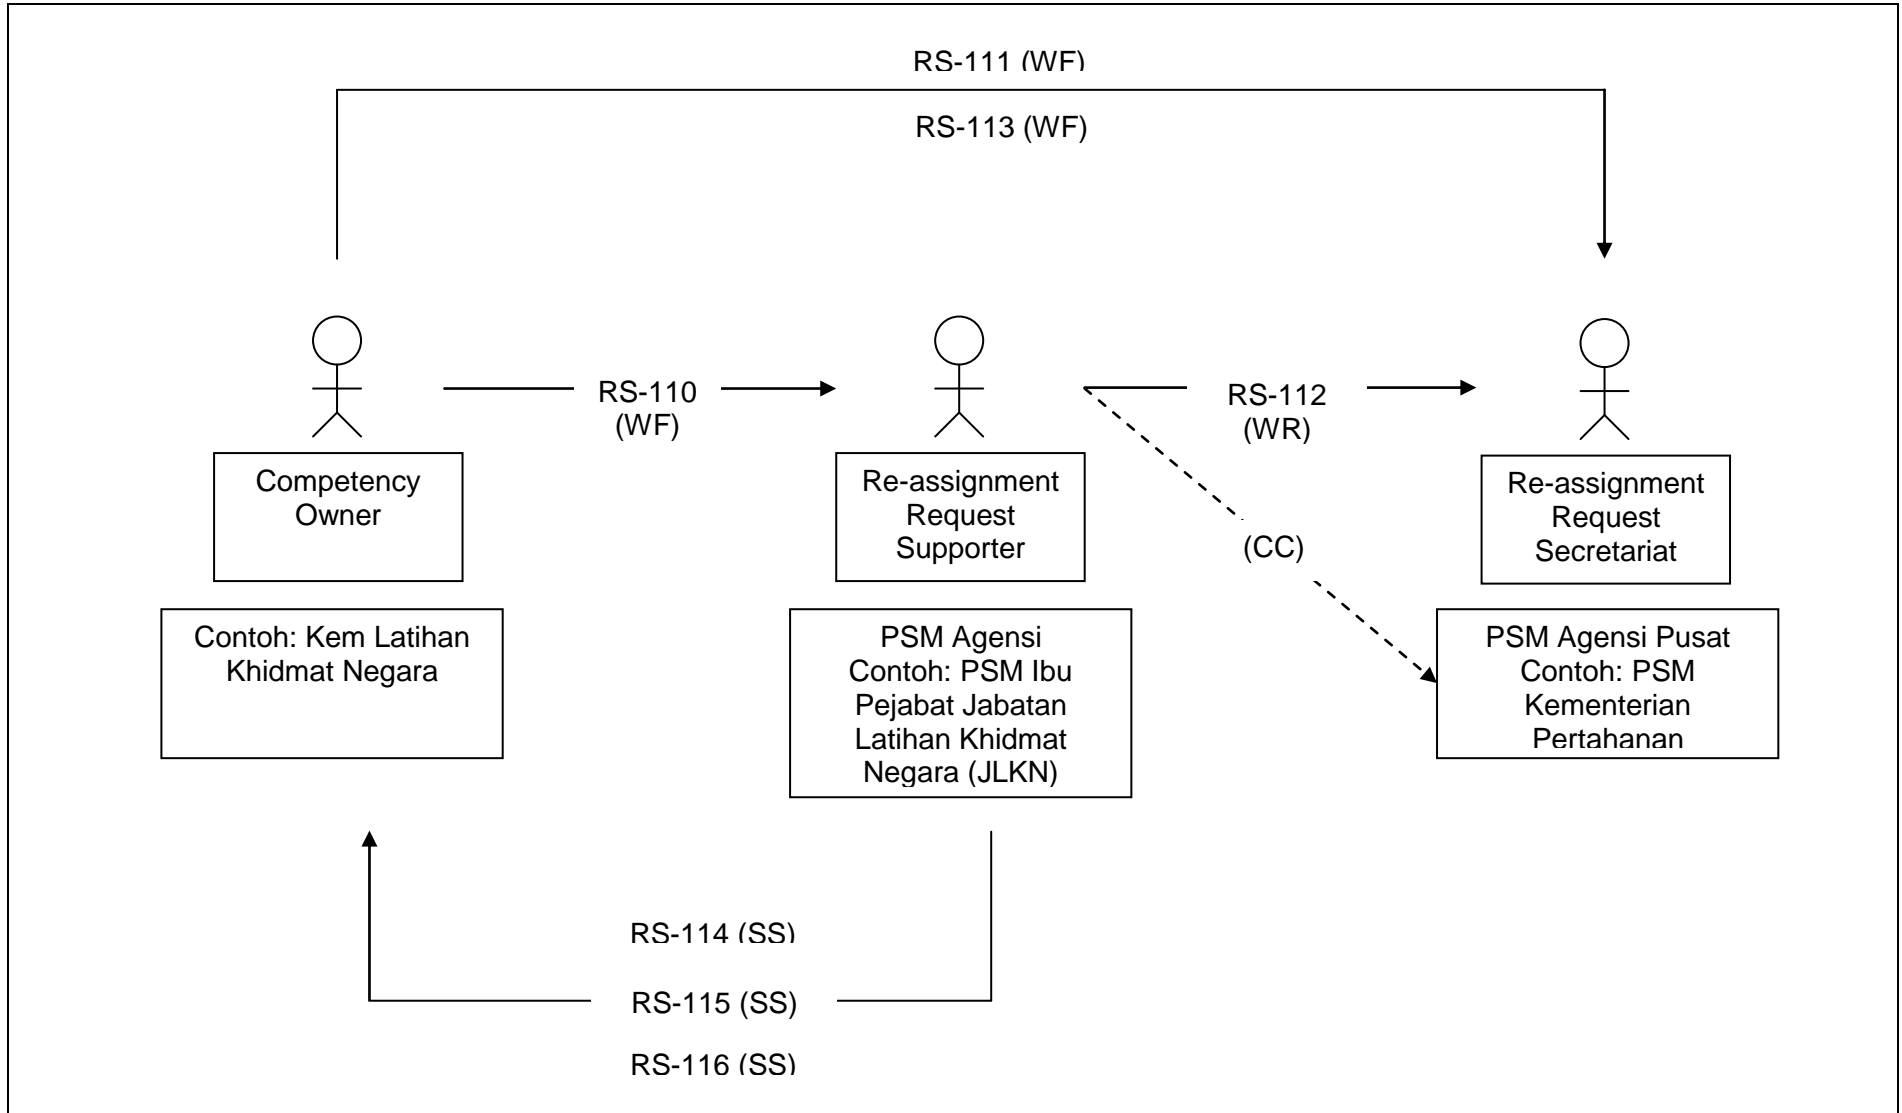 RS-111 (WF)
RS-113 (WF)
RS-110
(WF)
RS-112
(WR)
Competency
Owner
Re-assignment
Request
Supporter
(CC)
Re-assignment
Request
Secretariat
Contoh: Kem Latihan
Khidmat Negara
PSM Agensi
Contoh: PSM Ibu
Pejabat Jabatan
Latihan Khidmat
Negara (JLKN)
PSM Agensi Pusat
Contoh: PSM
Kementerian
Pertahanan
RS-114 (SS)
RS-115 (SS)
RS-116 (SS)